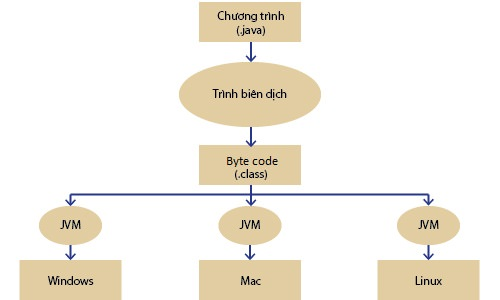 Chương trình
(.java)
Trình biên dịch
Byte code
(.class)
JVM
JVM
JVM
Windows
Mac
Linux